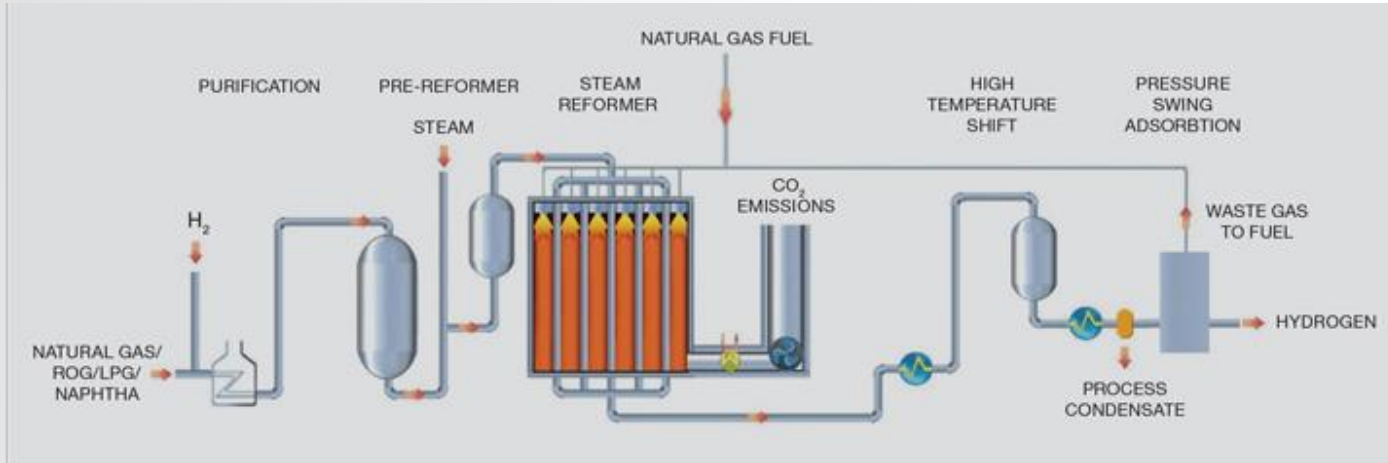 NATURAL GAS FUEL
PURIFICATION
PRE-REFORMER
STEAM
REFORMER
HIGH
TEMPERATURE
SHIFT
PRESSURE
SWING
ADSORBTION
STEAM
CO₂
EMISSIONS
H₂
WASTE GAS
TO FUEL
NATURAL GAS/
ROG/LPG/
NAPHTHA
HYDROGEN
PROCESS
CONDENSATE